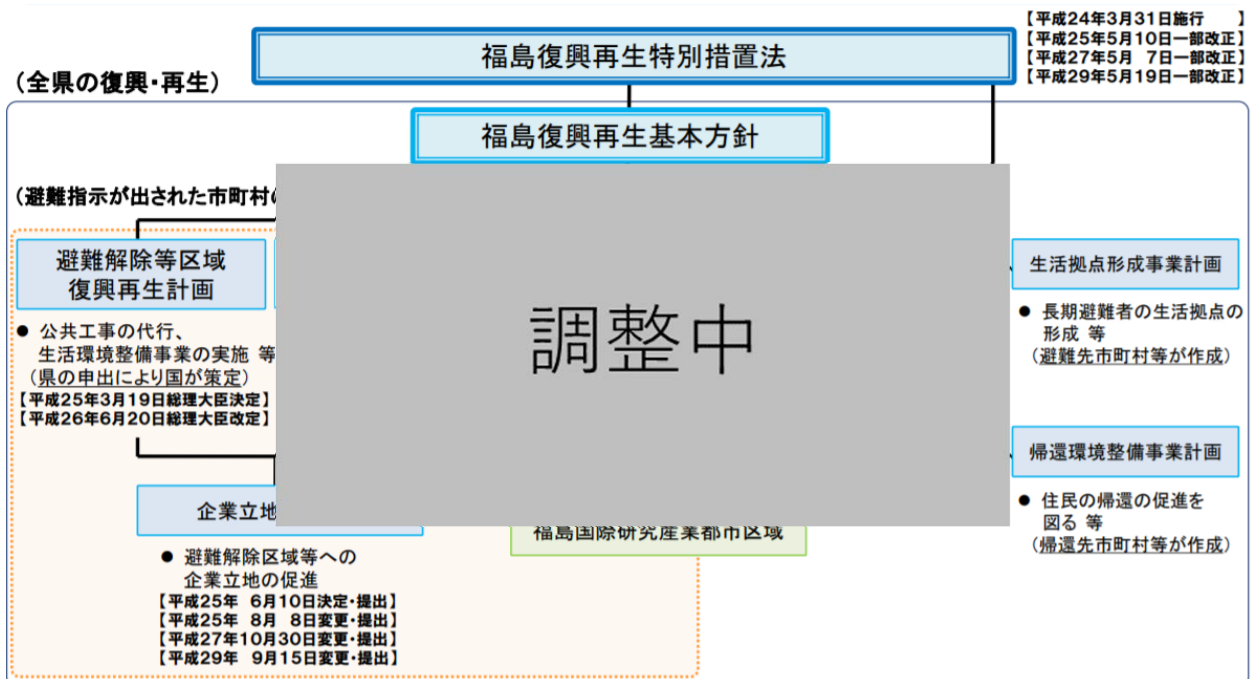 【平成24年3月31日施行　　】
【平成25年5月10日一部改正】
【平成27年5月　7日一部改正】
【平成29年5月19日一部改正】
福島復興再生特別措置法
（全県の復興・再生）
福島復興再生基本方針
（避難指示が出された市町村
避難解除等区域
復興再生計画
● 公共工事の代行、
生活環境整備事業の実施 等
（県の申出により国が策定）
【平成25年3月19日総理大臣決定】
【平成26年6月20日総理大臣改定】
調整中
生活拠点形成事業計画
● 長期避難者の生活拠点の
形成 等
（避難先市町村等が作成）
帰還環境整備事業計画
● 住民の帰還の促進を
図る 等
（帰還先市町村等が作成）
企業立地
● 避難解除区域等への
企業立地の促進
【平成25年　6月10日決定・提出】
【平成25年　8月　8日変更・提出】
【平成27年10月30日変更・提出】
【平成29年　9月15日変更・提出】
福島国際研究産業都市区域